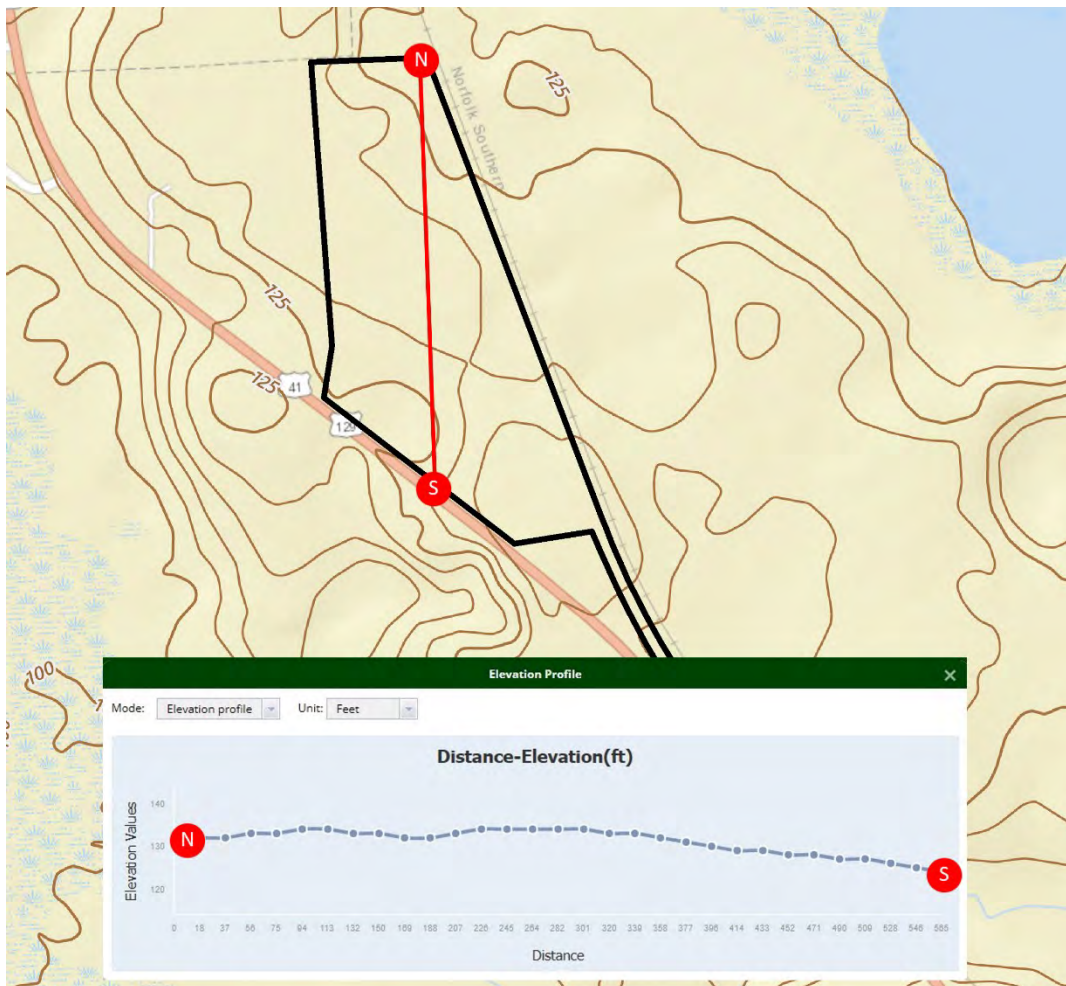 N
125
Norfolk Southern
125
41
125
129
S
100
Elevation Profile ×
Mode: Elevation profile Unit: Feet
Distance-Elevation(ft)
Elevation Values
140
130
120
N
S
0 18 37 56 75 94 113 132 150 169 188 207 226 245 264 282 301 320 339 358 377 396 414 433 452 471 490 509 528 546 565
Distance